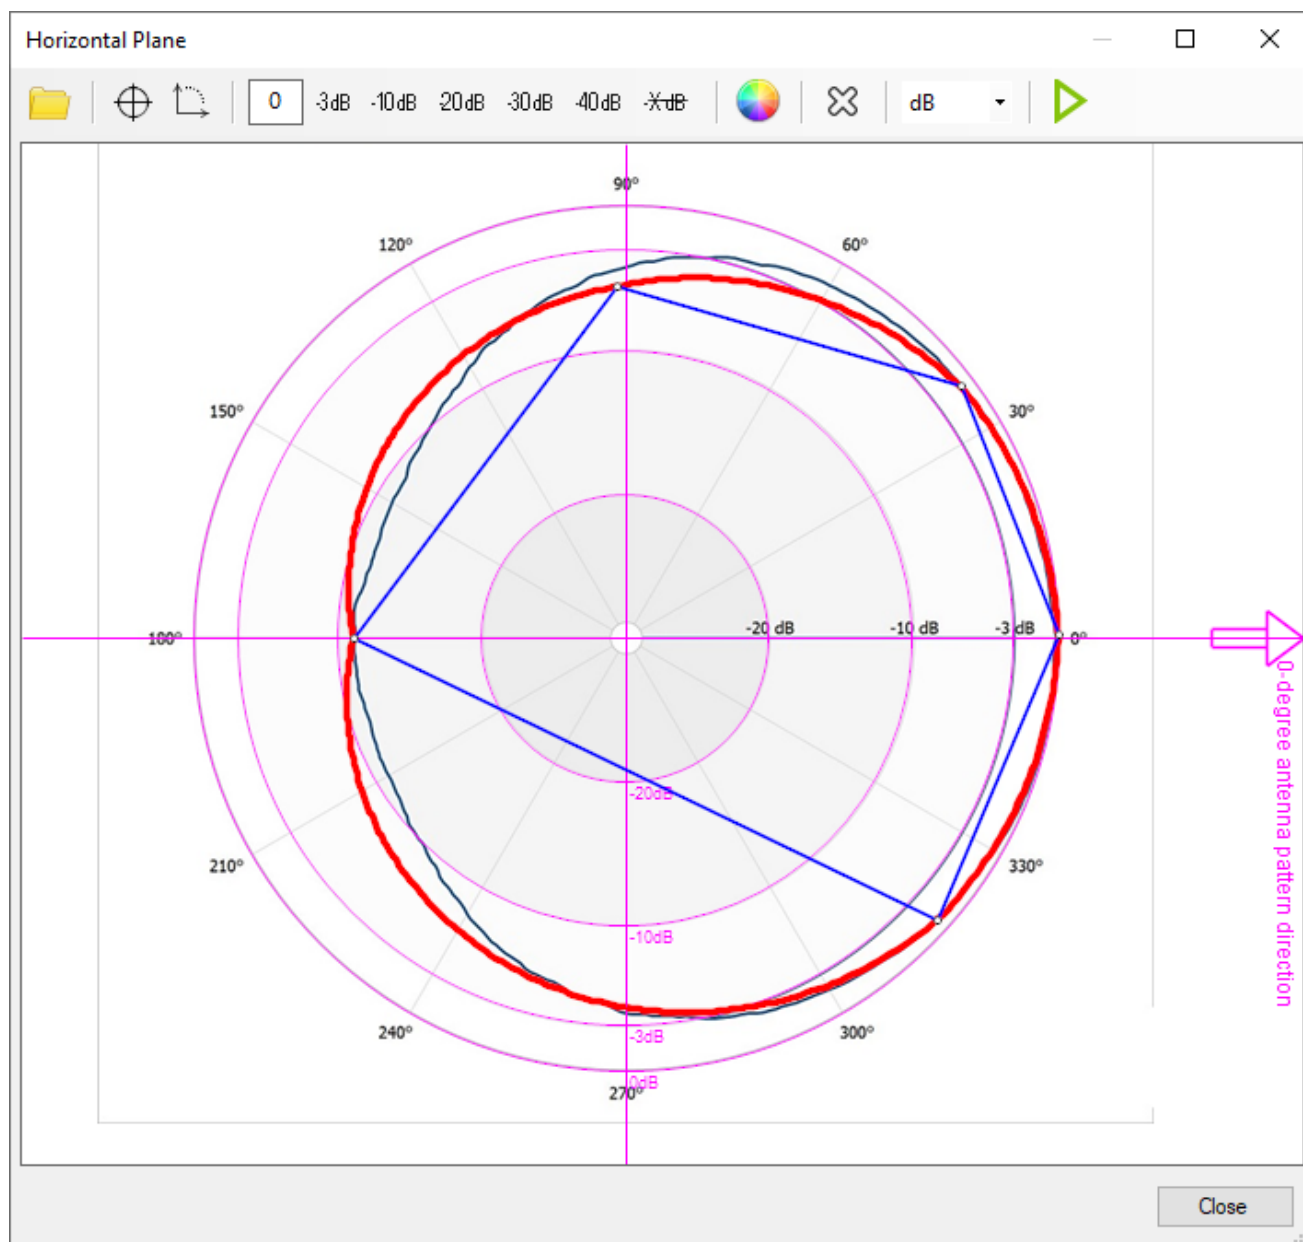 Horizontal Plane
0 -3dB -10dB -20dB -30dB -40dB -X-dB dB
90°
120° 60°
150° 30°
180° -20 dB -10 dB -3 dB 0°
0-degree antenna pattern direction
-20dB
210° 330°
-10dB
240° 300°
-3dB
0dB
270°
Close